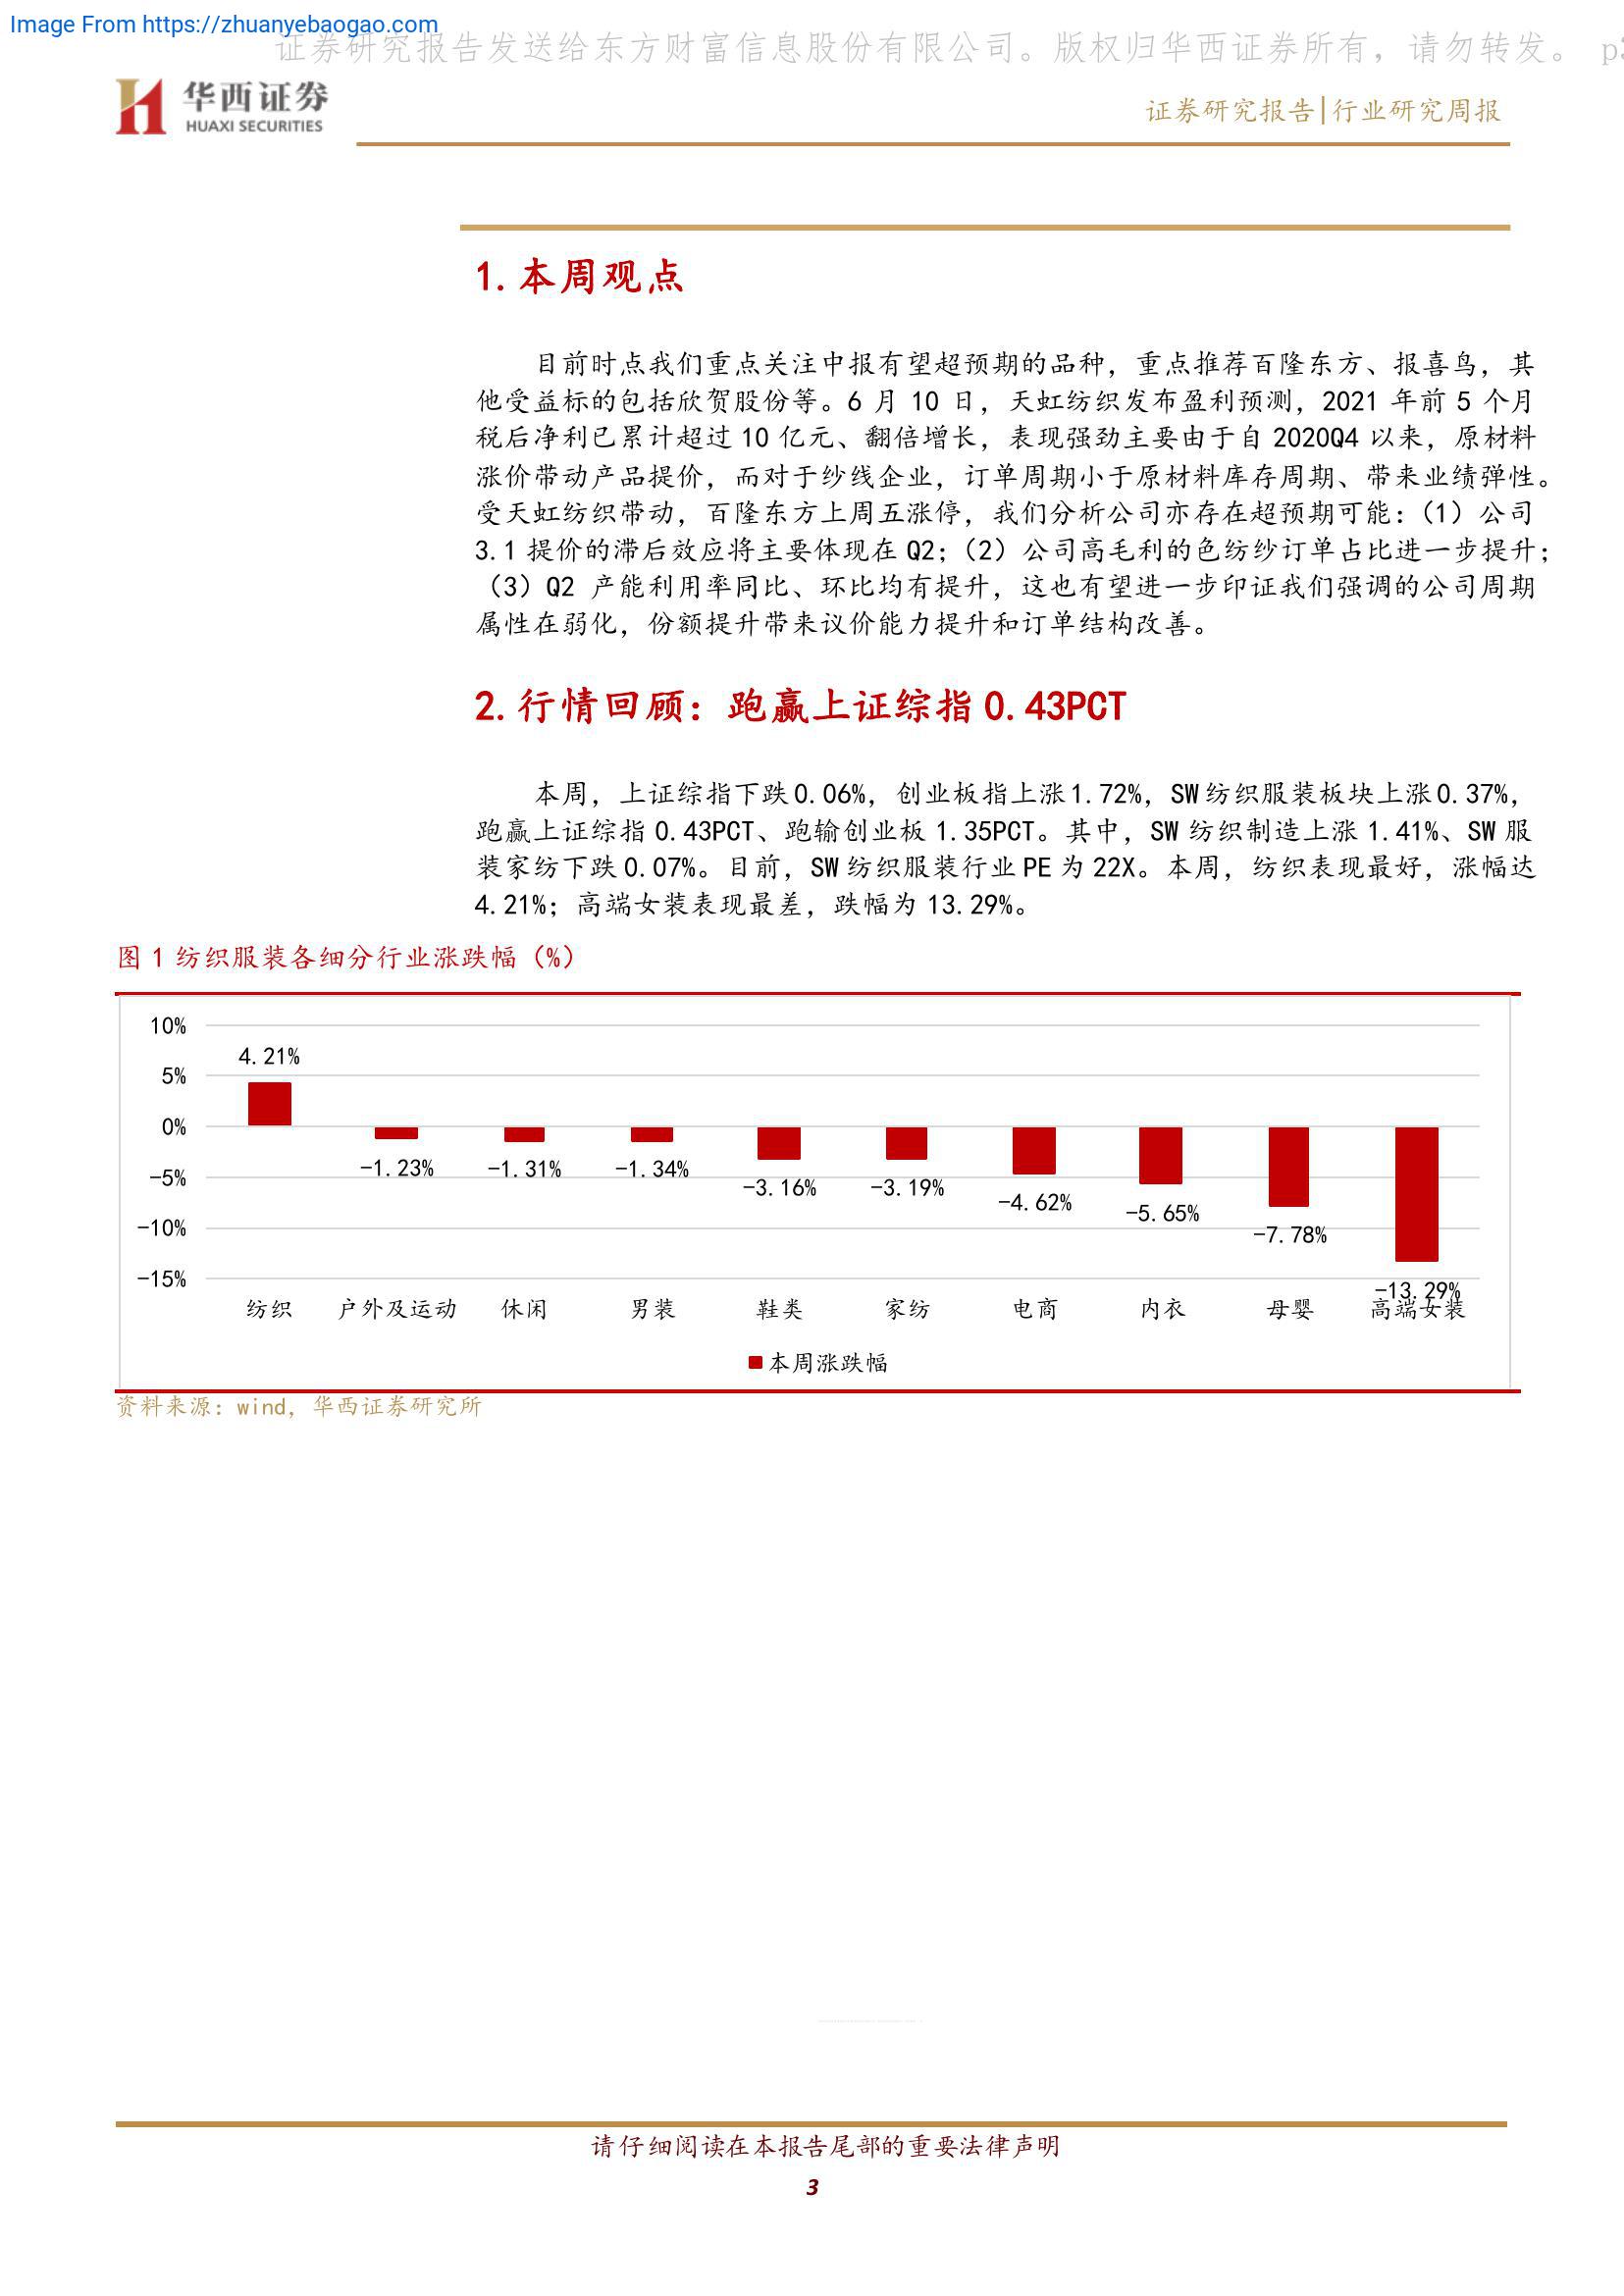 Image From https://zhuanyebaogao.com
证券研究报告发送给东方财富信息股份有限公司。版权归华西证券所有，请勿转发。 p3
华西证券
HUAXI SECURITIES
证券研究报告|行业研究周报
1.本周观点
目前时点我们重点关注中报有望超预期的品种，重点推荐百隆东方、报喜鸟，其
他受益标的包括欣贺股份等。6 月 10 日，天虹纺织发布盈利预测，2021 年前 5 个月
税后净利已累计超过 10 亿元、翻倍增长，表现强劲主要由于自 2020Q4 以来，原材料
涨价带动产品提价，而对于纱线企业，订单周期小于原材料库存周期、带来业绩弹性。
受天虹纺织带动，百隆东方上周五涨停，我们分析公司亦存在超预期可能：（1）公司
3.1 提价的滞后效应将主要体现在 Q2；（2）公司高毛利的色纺纱订单占比进一步提升；
（3）Q2 产能利用率同比、环比均有提升，这也有望进一步印证我们强调的公司周期
属性在弱化，份额提升带来议价能力提升和订单结构改善。
2.行情回顾：跑赢上证综指 0.43PCT
本周，上证综指下跌 0.06%，创业板指上涨 1.72%，SW 纺织服装板块上涨 0.37%，
跑赢上证综指 0.43PCT、跑输创业板 1.35PCT。其中，SW 纺织制造上涨 1.41%、SW 服
装家纺下跌 0.07%。目前，SW 纺织服装行业 PE 为 22X。本周，纺织表现最好，涨幅达
4.21%；高端女装表现最差，跌幅为 13.29%。
图 1 纺织服装各细分行业涨跌幅（%）
10%
5%
0%
-5%
-10%
-15%
4.21%
-1.23%
-1.31%
-1.34%
-3.16%
-3.19%
-4.62%
-5.65%
-7.78%
-13.29%
纺织 户外及运动 休闲 男装 鞋类 家纺 电商 内衣 母婴 高端女装
本周涨跌幅
资料来源：wind，华西证券研究所
请仔细阅读在本报告尾部的重要法律声明
3